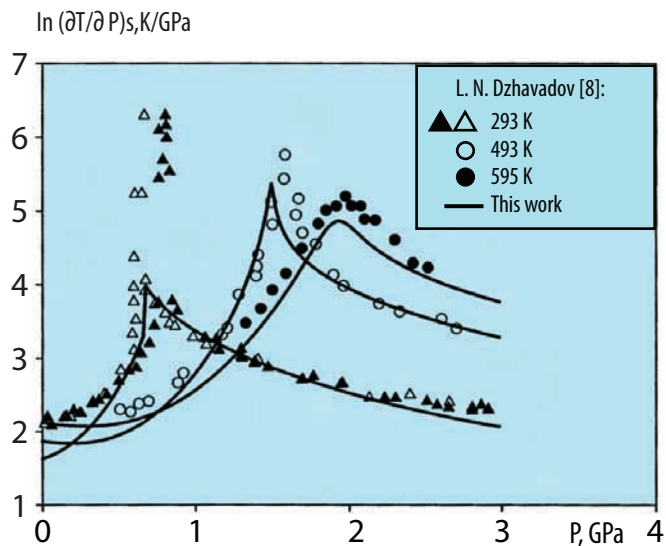 ln (∂T/∂ P)s,K/GPa
7
6
5
4
3
2
1
0
1
2
3
4
P, GPa
L. N. Dzhavadov [8]:
293 K
493 K
595 K
This work